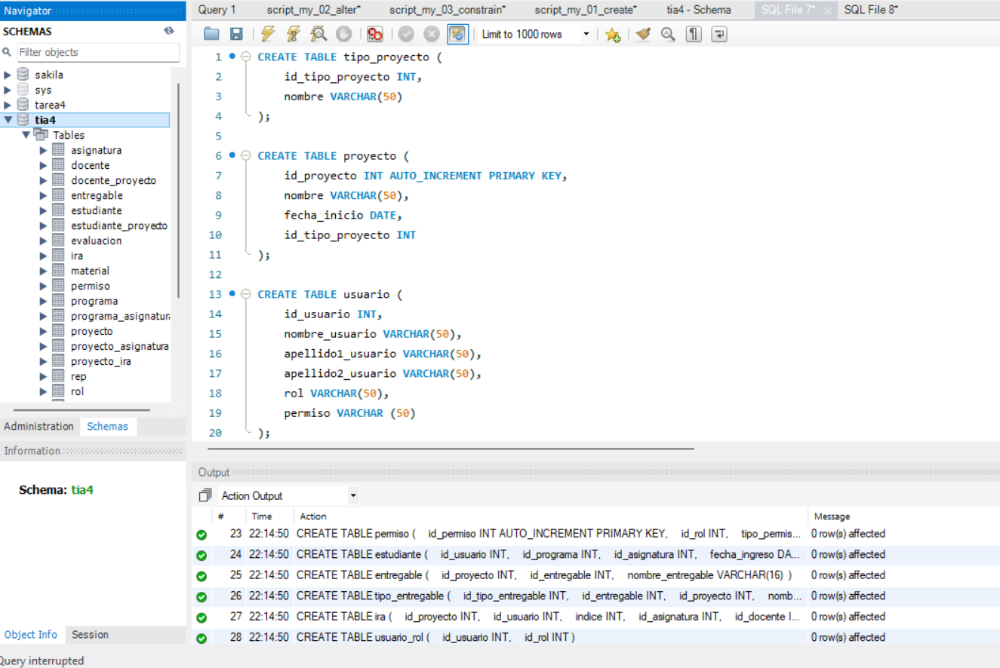 Navigator
SCHEMAS
Filter objects
sakila
sys
tarea4
tia4
Tables
asignatura
docente
docente_proyecto
entregable
estudiante
estudiante_proyecto
evaluacion
ira
material
permiso
programa
programa_asignatura
proyecto
proyecto_asignatura
proyecto_ira
rep
rol
Administration Schemas
Information
Schema: tia4
Object Info Session
Query interrupted
Query 1 script_my_02_alter* script_my_03_constrain* script_my_01_create* tia4 - Schema SQL File 7* × SQL File 8*
Limit to 1000 rows
1 CREATE TABLE tipo_proyecto (
2 id_tipo_proyecto INT,
3 nombre VARCHAR(50)
4 );
5
6 CREATE TABLE proyecto (
7 id_proyecto INT AUTO_INCREMENT PRIMARY KEY,
8 nombre VARCHAR(50),
9 fecha_inicio DATE,
10 id_tipo_proyecto INT
11 );
12
13 CREATE TABLE usuario (
14 id_usuario INT,
15 nombre_usuario VARCHAR(50),
16 apellido1_usuario VARCHAR(50),
17 apellido2_usuario VARCHAR(50),
18 rol VARCHAR(50),
19 permiso VARCHAR (50)
20 );
Output
Action Output
# Time Action Message
23 22:14:50 CREATE TABLE permiso ( id_permiso INT AUTO_INCREMENT PRIMARY KEY, id_rol INT, tipo_permis... 0 row(s) affected
24 22:14:50 CREATE TABLE estudiante ( id_usuario INT, id_programa INT, id_asignatura INT, fecha_ingreso DA... 0 row(s) affected
25 22:14:50 CREATE TABLE entregable ( id_proyecto INT, id_entregable INT, nombre_entregable VARCHAR(16) ) 0 row(s) affected
26 22:14:50 CREATE TABLE tipo_entregable ( id_tipo_entregable INT, id_entregable INT, id_proyecto INT, nomb... 0 row(s) affected
27 22:14:50 CREATE TABLE ira ( id_proyecto INT, id_usuario INT, indice INT, id_asignatura INT, id_docente I... 0 row(s) affected
28 22:14:50 CREATE TABLE usuario_rol ( id_usuario INT, id_rol INT ) 0 row(s) affected